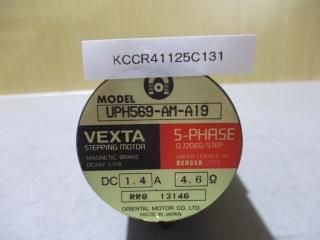 KCCR41125C131
MODEL
UPH569-AM-A19
VEXTA
STEPPING MOTOR
MAGNETIC BRAKE
DC24V 0.17A
5-PHASE
0.72DEG/STEP
UNDER LICENCE OF
BERGER
DC 1.4 A 4.6 Ω
RRB 13146
ORIENTAL MOTOR CO. LTD.
MADE IN JAPAN